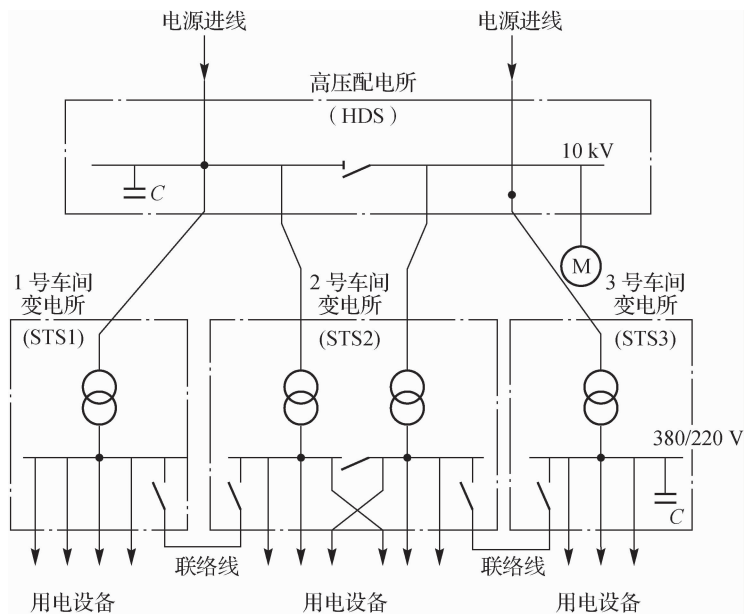 电源进线
电源进线
高压配电所
（HDS）
10 kV
C
M
1 号车间
变电所
(STS1)
2 号车间
变电所
(STS2)
3 号车间
变电所
(STS3)
380/220 V
C
联络线
联络线
用电设备
用电设备
用电设备